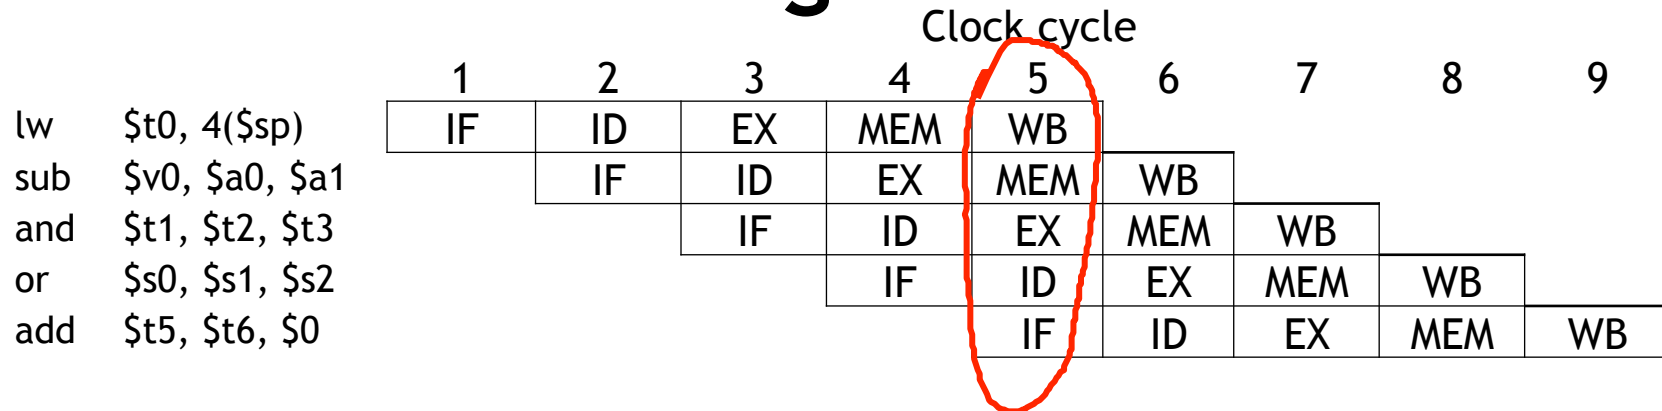 Clock cycle
1 2 3 4 5 6 7 8 9
lw $t0, 4($sp) IF ID EX MEM WB
sub $v0, $a0, $a1 IF ID EX MEM WB
and $t1, $t2, $t3 IF ID EX MEM WB
or $s0, $s1, $s2 IF ID EX MEM WB
add $t5, $t6, $0 IF ID EX MEM WB